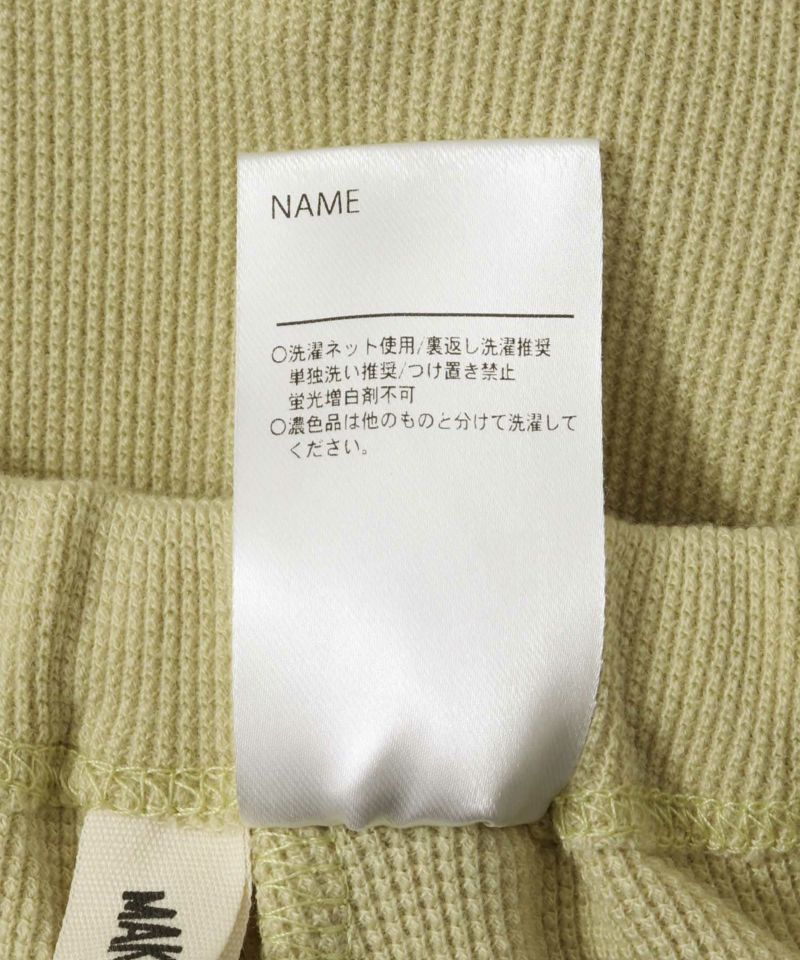 NAME
○洗濯ネット使用/裏返し洗濯推奨
単独洗い推奨/つけ置き禁止
蛍光増白剤不可
○濃色品は他のものと分けて洗濯して
ください。
MAK